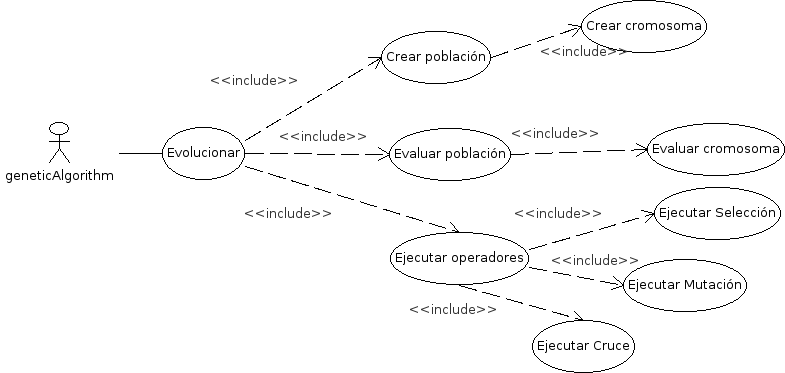 Crear cromosoma
<<include>>
Crear población
<<include>>
geneticAlgorithm
Evolucionar
<<include>>
Evaluar población
<<include>>
Evaluar cromosoma
<<include>>
Ejecutar operadores
<<include>>
Ejecutar Selección
<<include>>
Ejecutar Mutación
<<include>>
Ejecutar Cruce